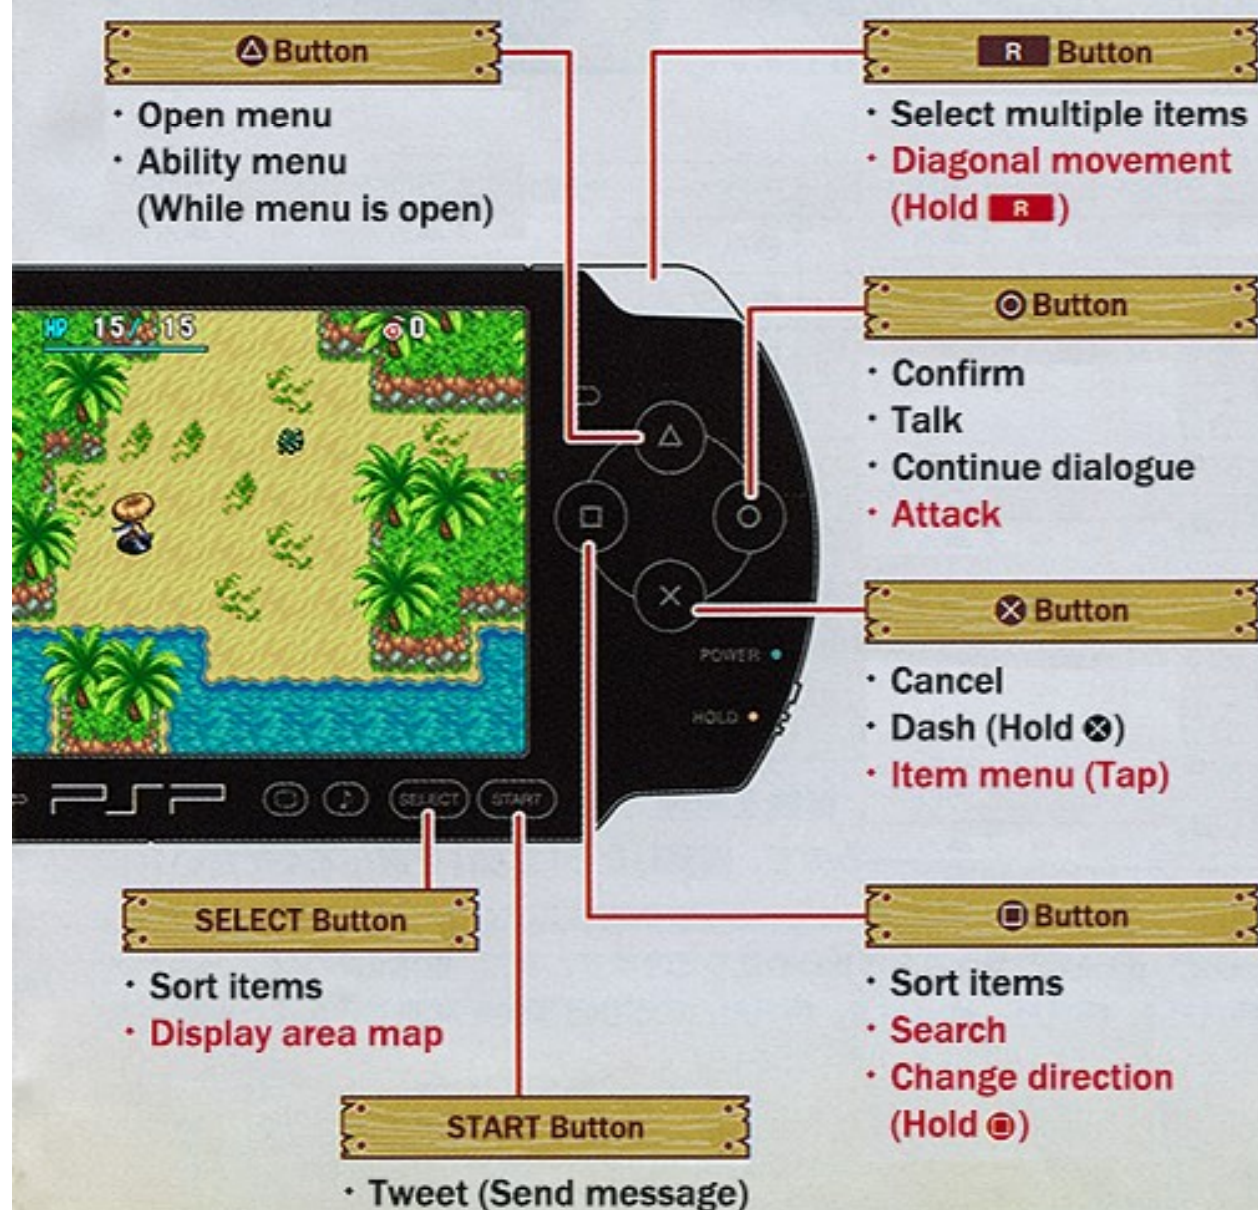 △ Button
· Open menu
· Ability menu
(While menu is open)
R Button
· Select multiple items
· Diagonal movement
(Hold R)
◎ Button
· Confirm
· Talk
· Continue dialogue
· Attack
HP 15/ 15
0
POWER
HOLD
PSP
SELECT
START
⊗ Button
· Cancel
· Dash (Hold ⊗)
· Item menu (Tap)
SELECT Button
· Sort items
· Display area map
□ Button
· Sort items
· Search
· Change direction
(Hold □)
START Button
· Tweet (Send message)